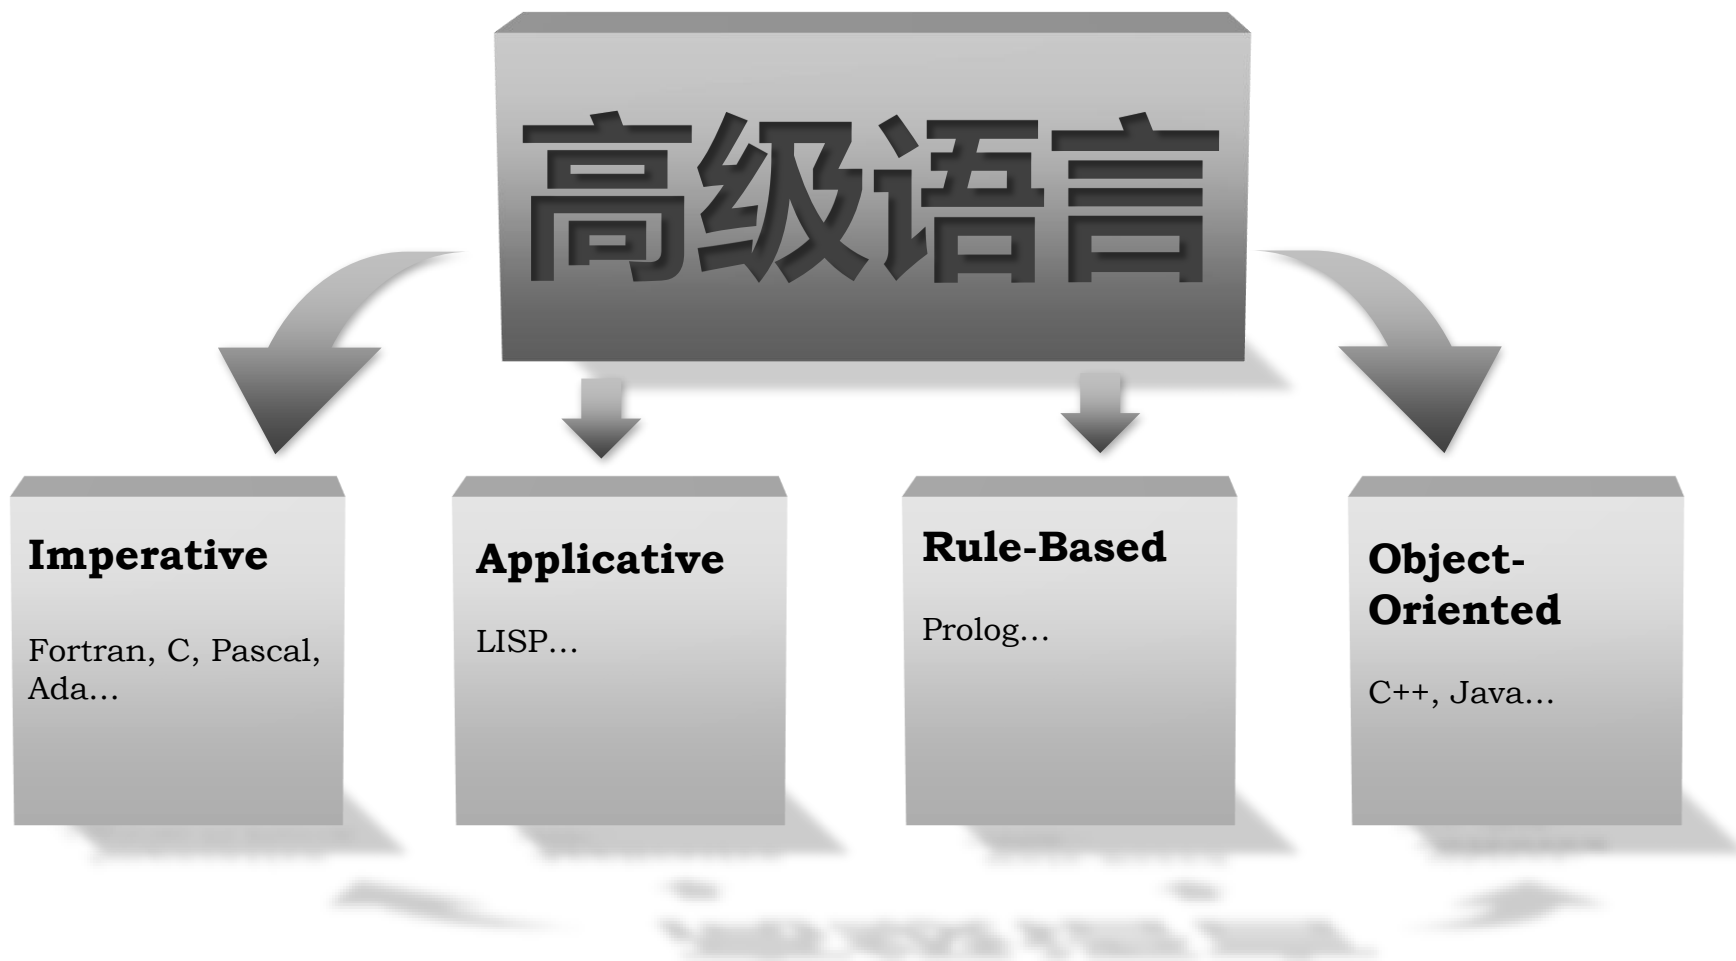 高级语言
Imperative
Fortran, C, Pascal,
Ada…
Applicative
LISP…
Rule-Based
Prolog…
Object-
Oriented
C++, Java…